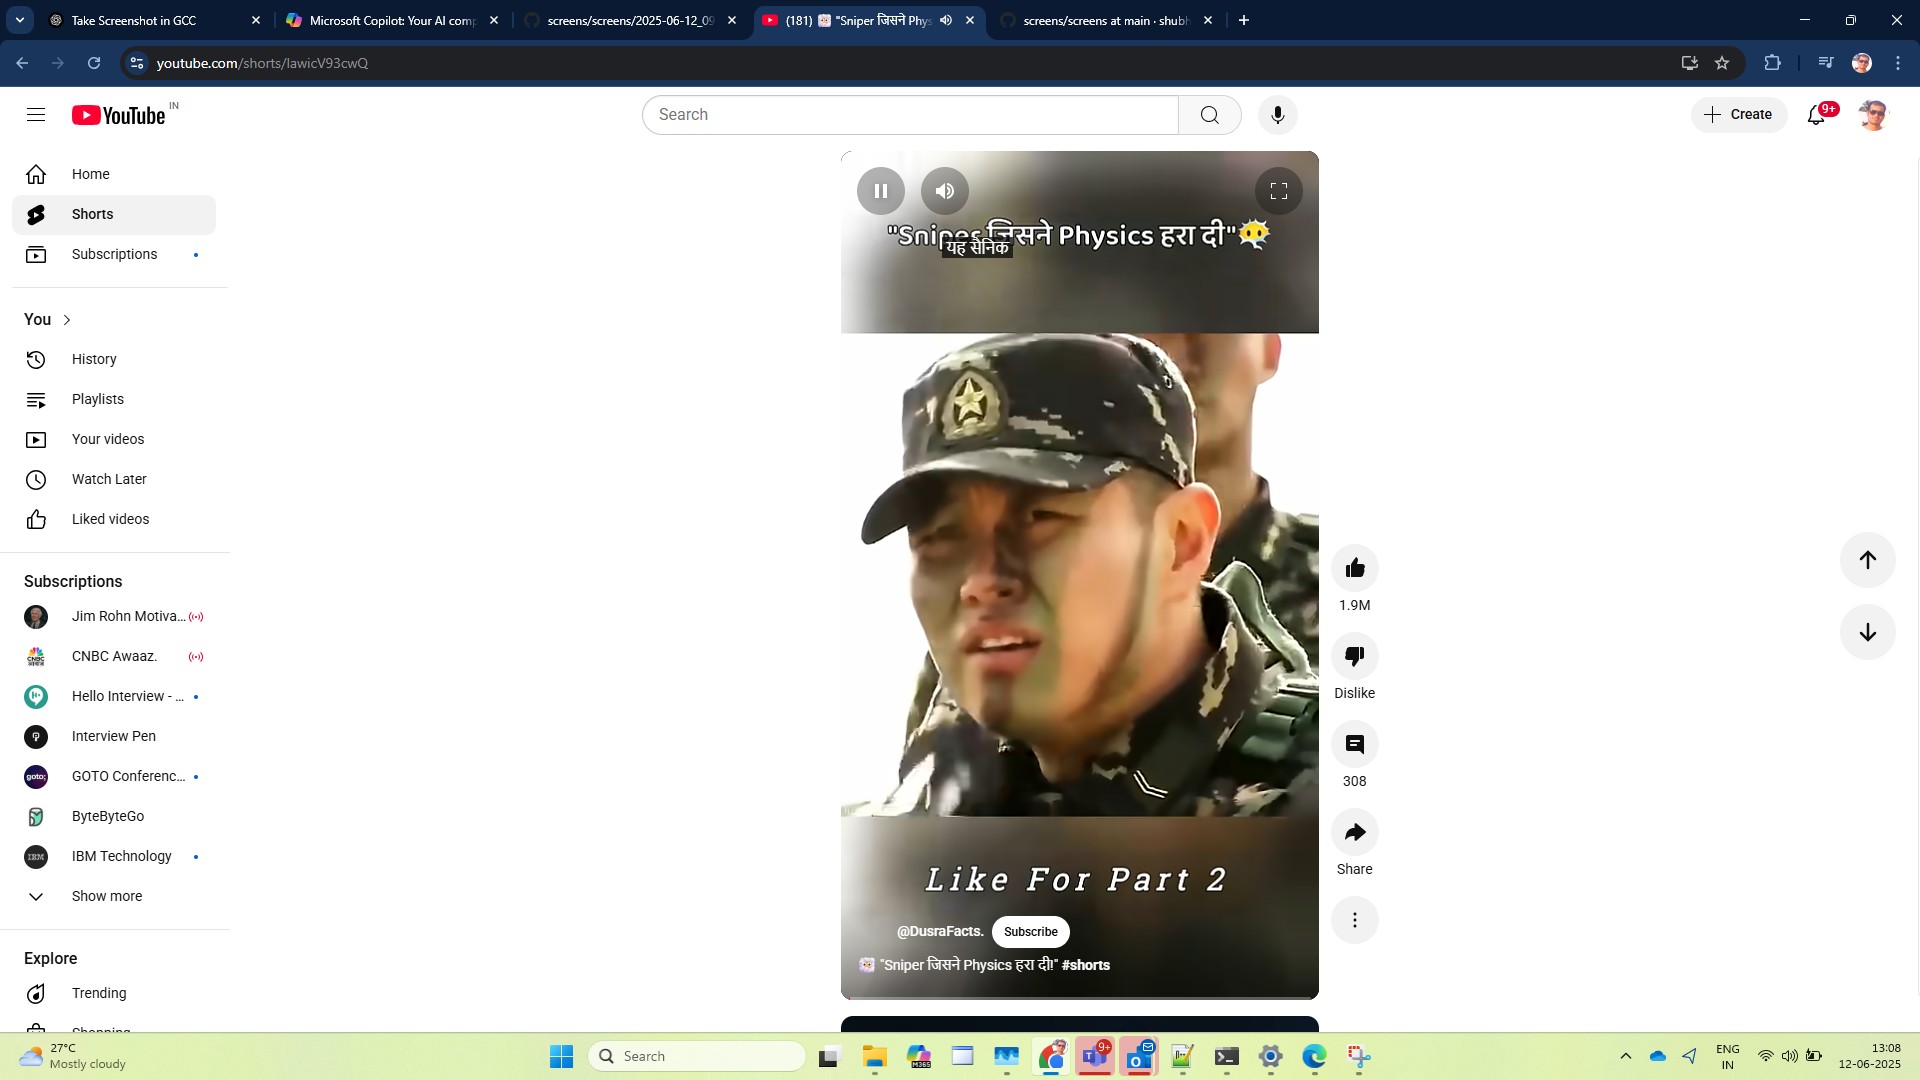 Take Screenshot in GCC
Microsoft Copilot: Your AI comp
screens/screens/2025-06-12_09
(181) "Sniper जिसने Phys
screens/screens at main · shubh
youtube.com/shorts/IawicV93cwQ
YouTube IN
Search
Create
9+
Home
Shorts
Subscriptions
You
History
Playlists
Your videos
Watch Later
Liked videos
Subscriptions
Jim Rohn Motiva...
CNBC Awaaz.
Hello Interview - ...
Interview Pen
GOTO Conferenc...
ByteByteGo
IBM Technology
Show more
Explore
Trending
Shopping
"Sniper जिसने Physics हरा दी"
यह सैनिक
Like For Part 2
@DusraFacts.
Subscribe
"Sniper जिसने Physics हरा दी!" #shorts
1.9M
Dislike
308
Share
27°C
Mostly cloudy
Search
M365
9+
ENG
IN
13:08
12-06-2025